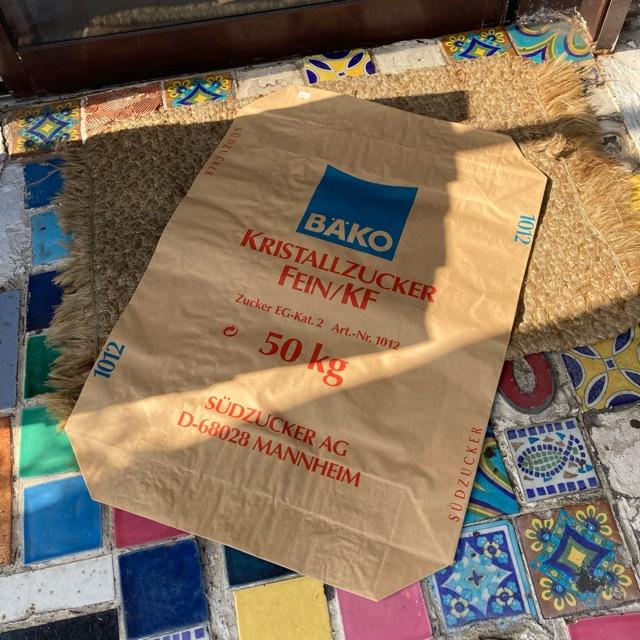 BÄKO
KRISTALLZUCKER
FEIN/KF
Zucker EG-Kat. 2 Art.-Nr. 1012
50 kg
SÜDZUCKER AG
D-68028 MANNHEIM
SÜDZUCKER
1012
1012
SÜDZUCKER